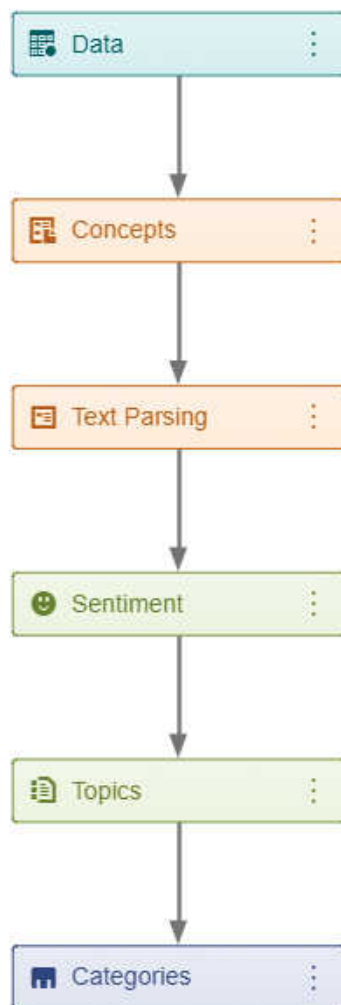 Data
Concepts
Text Parsing
Sentiment
Topics
Categories